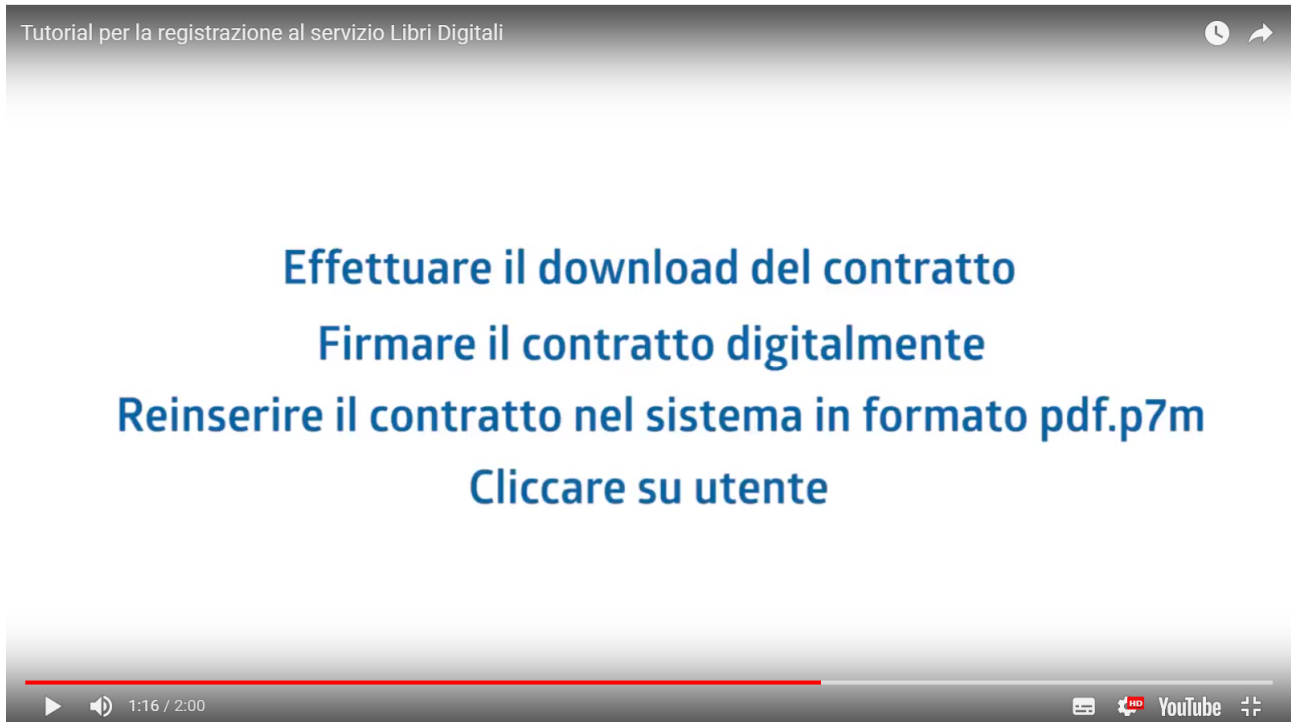 Tutorial per la registrazione al servizio Libri Digitali
Effettuare il download del contratto
Firmare il contratto digitalmente
Reinserire il contratto nel sistema in formato pdf.p7m
Cliccare su utente
1:16 / 2:00
HD
YouTube